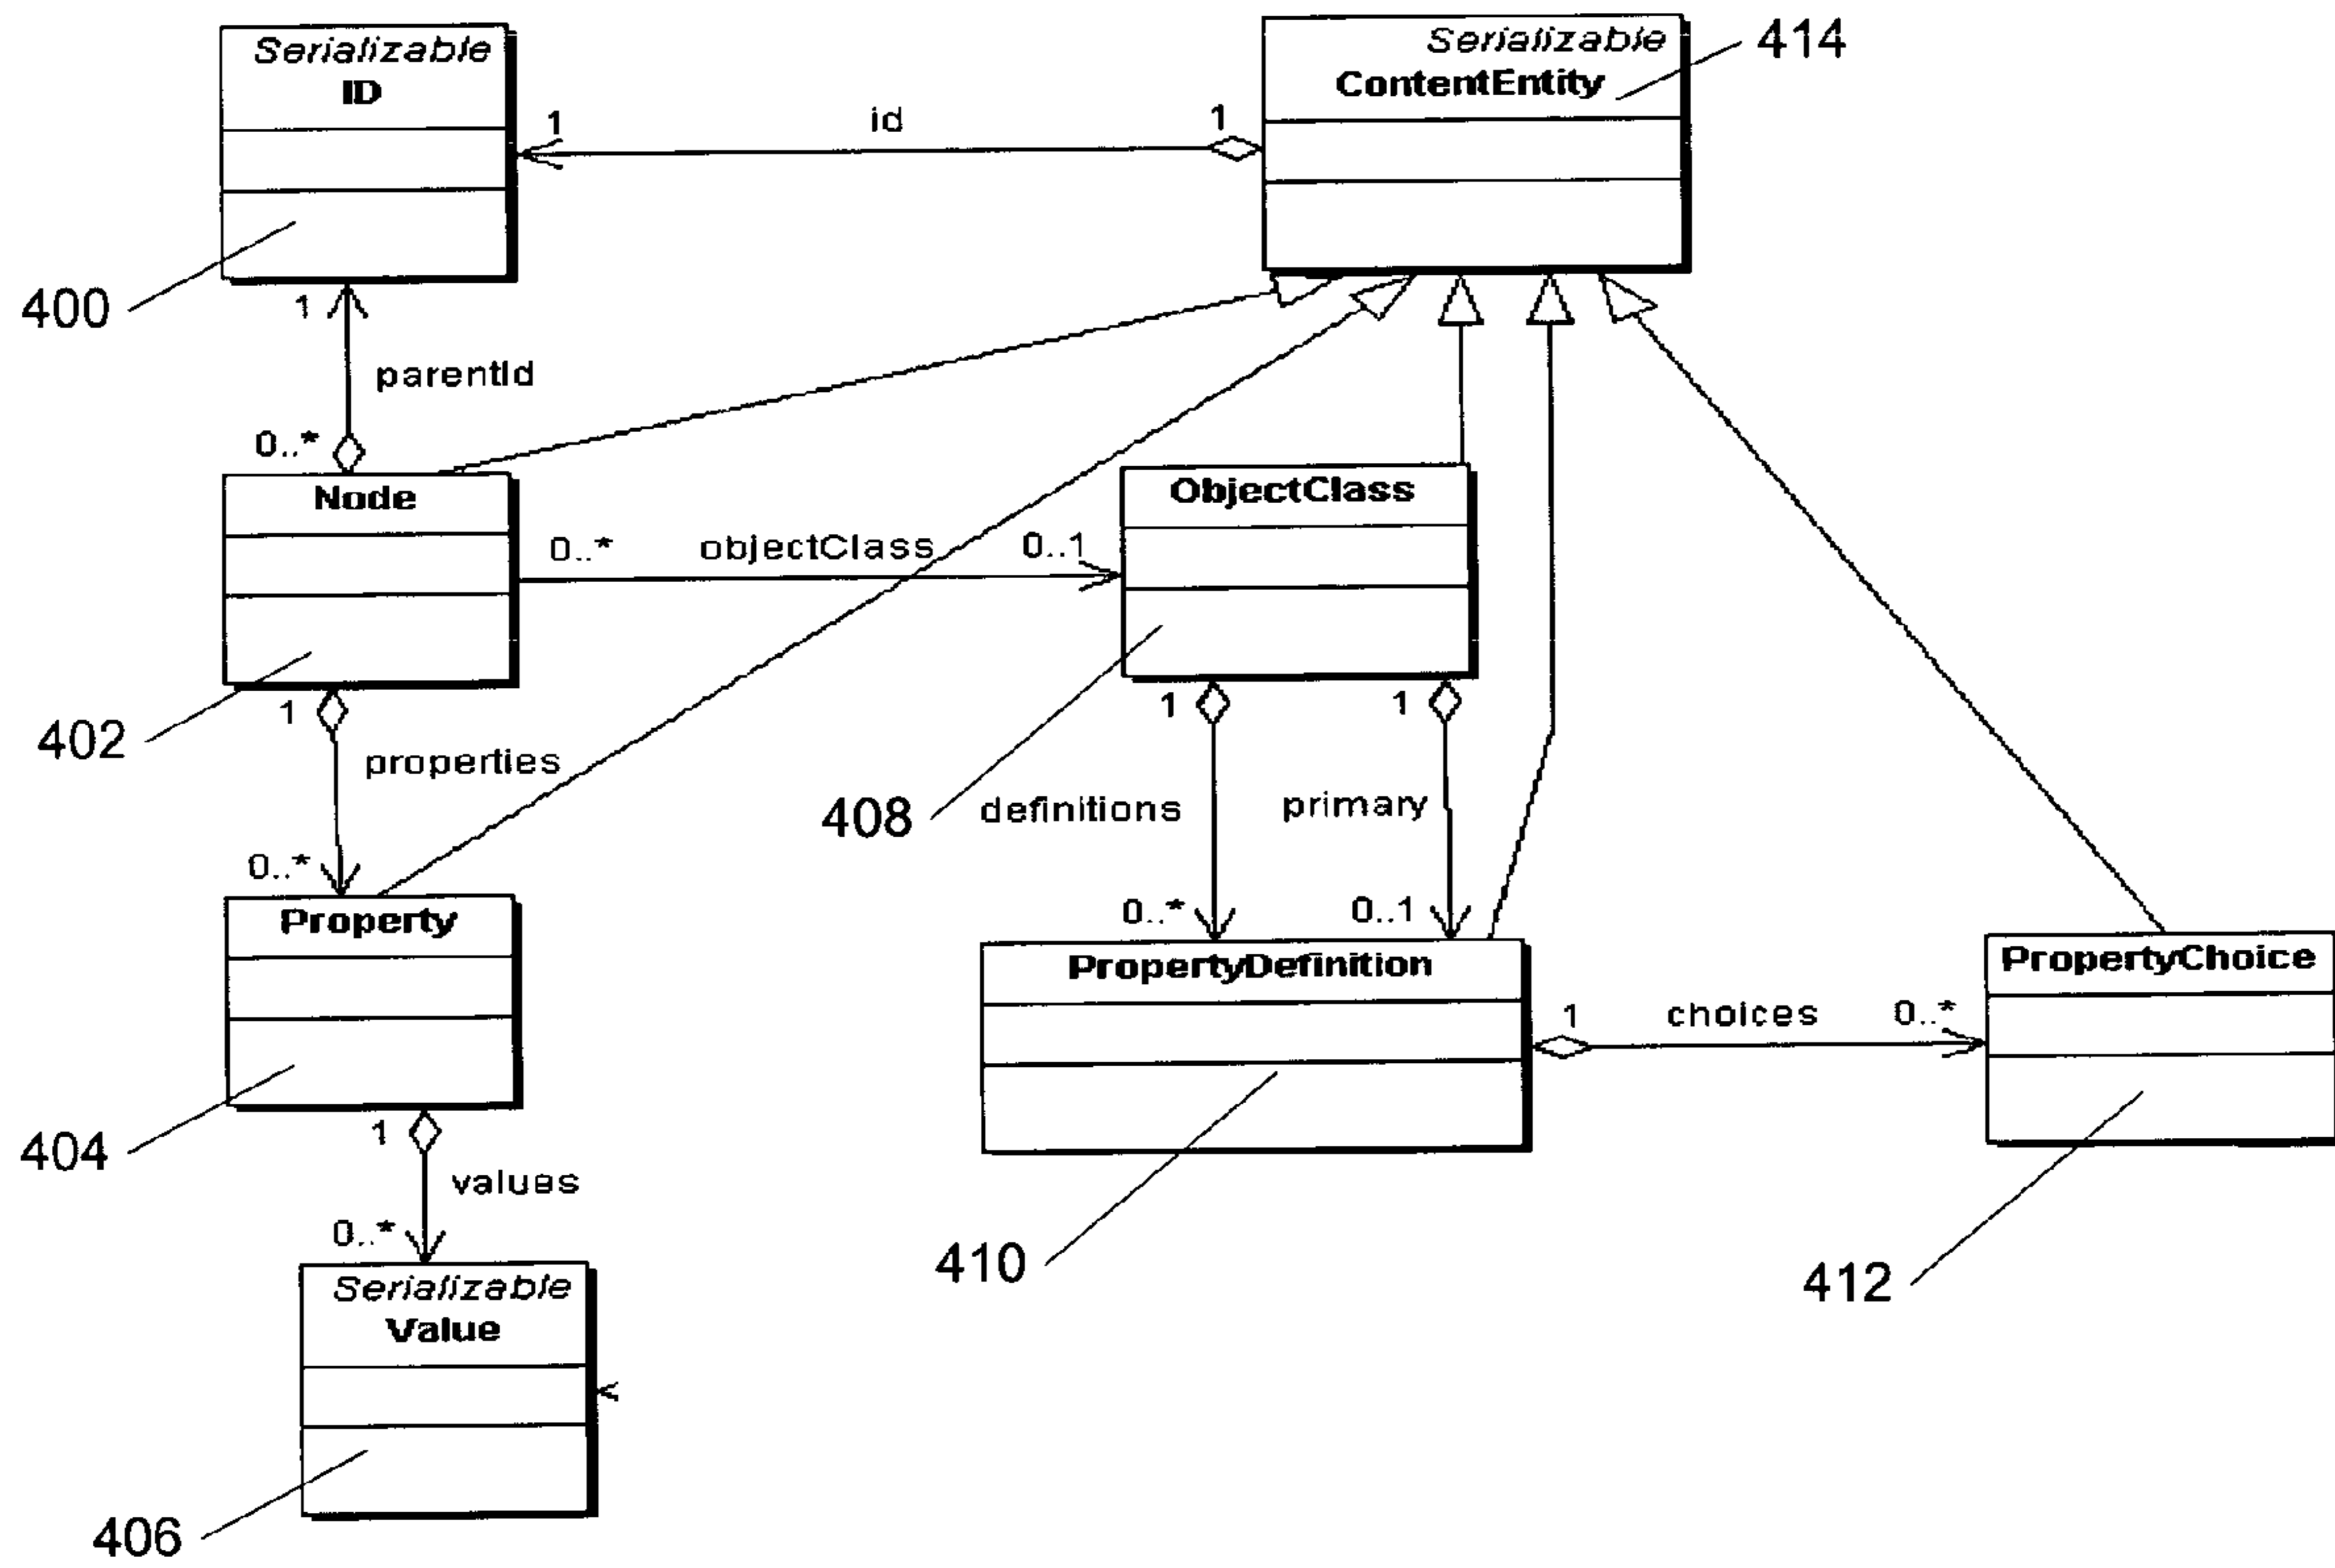 Serializable
ID
Serializable
ContentEntity
414
1
id
1
400
1
parentId
0..*
Node
ObjectClass
0..*
objectClass
0..1
402
1
properties
1
1
408
definitions
primary
0..*
0..*
0..1
Property
PropertyDefinition
PropertyChoice
1
choices
0..*
404
1
values
0..*
410
412
Serializable
Value
406